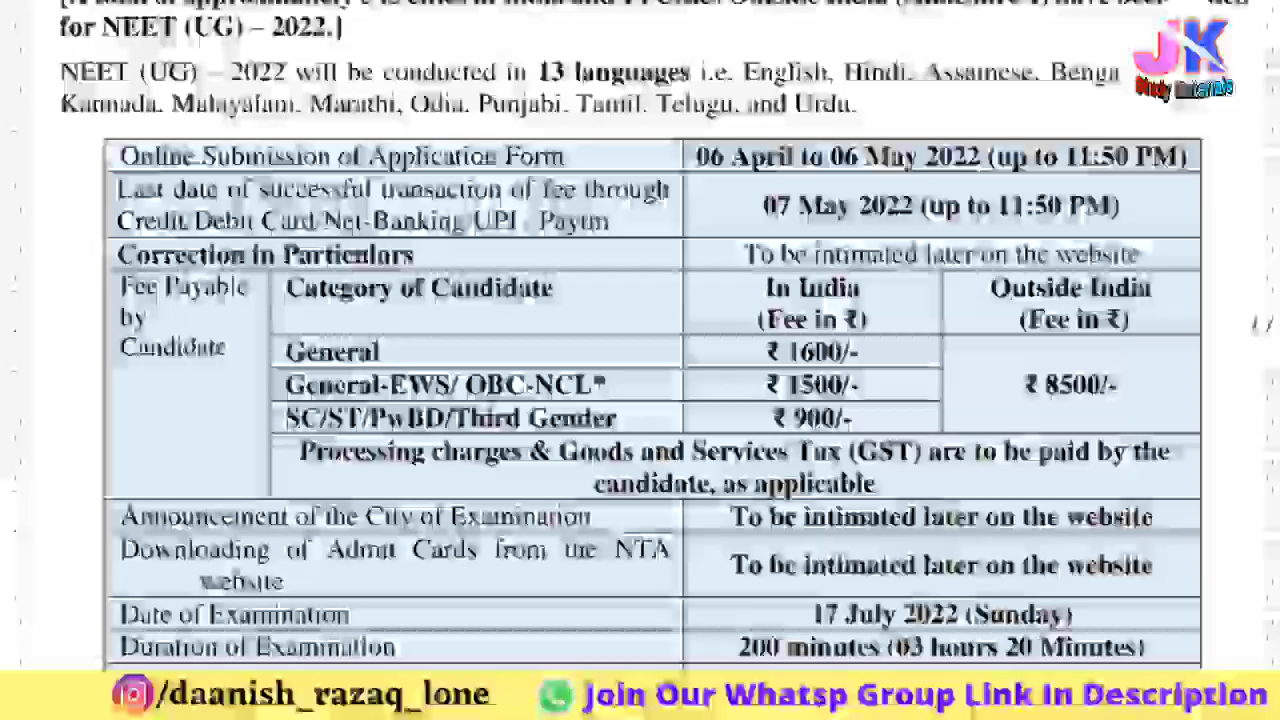 for NEET (UG) – 2022.]
NEET (UG) – 2022 will be conducted in 13 languages i.e. English, Hindi, Assamese, Benga
Kannada, Malayalam, Marathi, Odia, Punjabi, Tamil, Telugu, and Urdu.
JK
Study Materials
Online Submission of Application Form 06 April to 06 May 2022 (up to 11:50 PM)
Last date of successful transaction of fee through
Credit/Debit Card/Net-Banking/UPI / Paytm
07 May 2022 (up to 11:50 PM)
Correction in Particulars To be intimated later on the website
Fee Payable
by
Candidate
Category of Candidate In India Outside India
(Fee in ₹) (Fee in ₹)
General ₹ 1600/-
General-EWS/ OBC-NCL* ₹ 1500/- ₹ 8500/-
SC/ST/PwBD/Third Gender ₹ 900/-
Processing charges & Goods and Services Tax (GST) are to be paid by the
candidate, as applicable
Announcement of the City of Examination To be intimated later on the website
Downloading of Admit Cards from the NTA
website
To be intimated later on the website
Date of Examination 17 July 2022 (Sunday)
Duration of Examination 200 minutes (03 hours 20 Minutes)
/daanish_razaq_lone Join Our Whatsp Group Link In Description